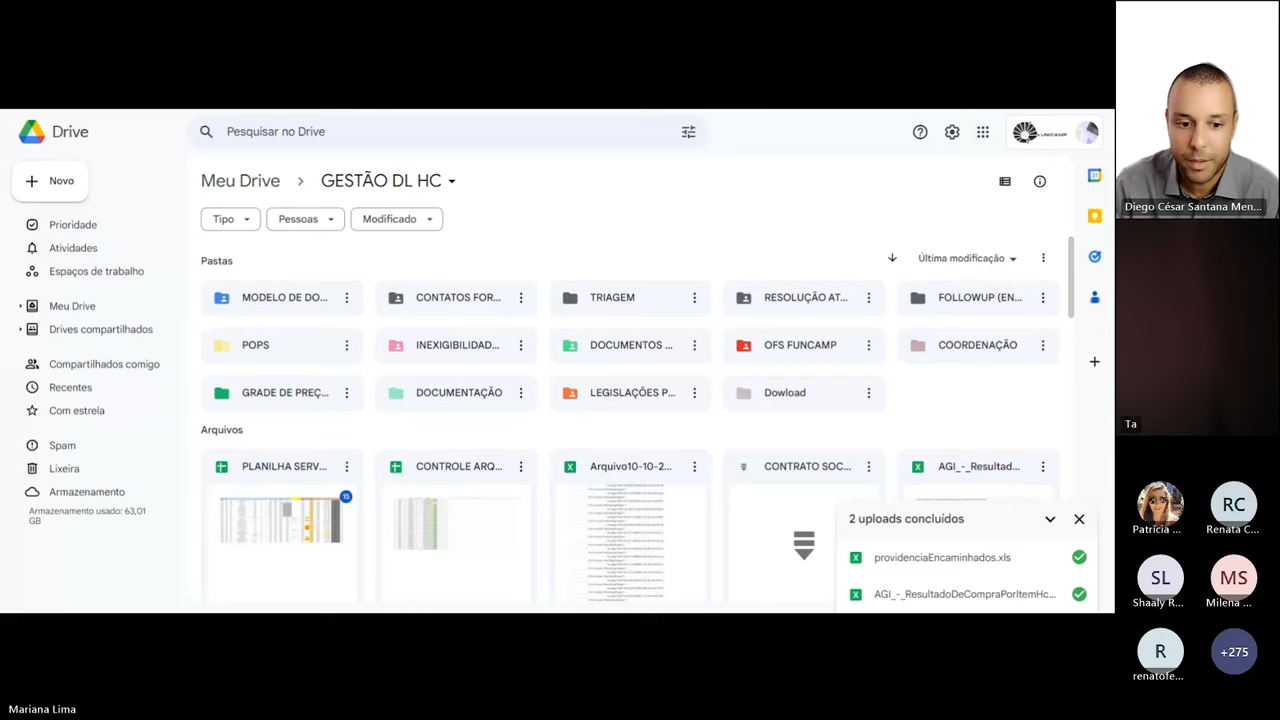 Drive
Pesquisar no Drive
UNICAMP
Novo
Meu Drive > GESTÃO DL HC
Tipo
Pessoas
Modificado
Prioridade
Atividades
Espaços de trabalho
Meu Drive
Drives compartilhados
Compartilhados comigo
Recentes
Com estrela
Spam
Lixeira
Armazenamento
Armazenamento usado: 63,01
GB
Pastas
Última modificação
MODELO DE DO...
CONTATOS FOR...
TRIAGEM
RESOLUÇÃO AT...
FOLLOWUP (EN...
POPS
INEXIGIBILIDAD...
DOCUMENTOS ...
OFS FUNCAMP
COORDENAÇÃO
GRADE DE PREÇ...
DOCUMENTAÇÃO
LEGISLAÇÕES P...
Dowload
Arquivos
PLANILHA SERV...
CONTROLE ARQ...
Arquivo10-10-2...
CONTRATO SOC...
AGI_-_Resultad...
15
2 uploads concluídos
videnciaEncaminhados.xls
AGI_-_ResultadoDeCompraPorItemHc...
31
Diego César Santana Men...
Ta
Patrícia ...
RC
Renata C...
SL
Shaaly R...
MS
Milena ...
R
renatofe...
+275
Mariana Lima